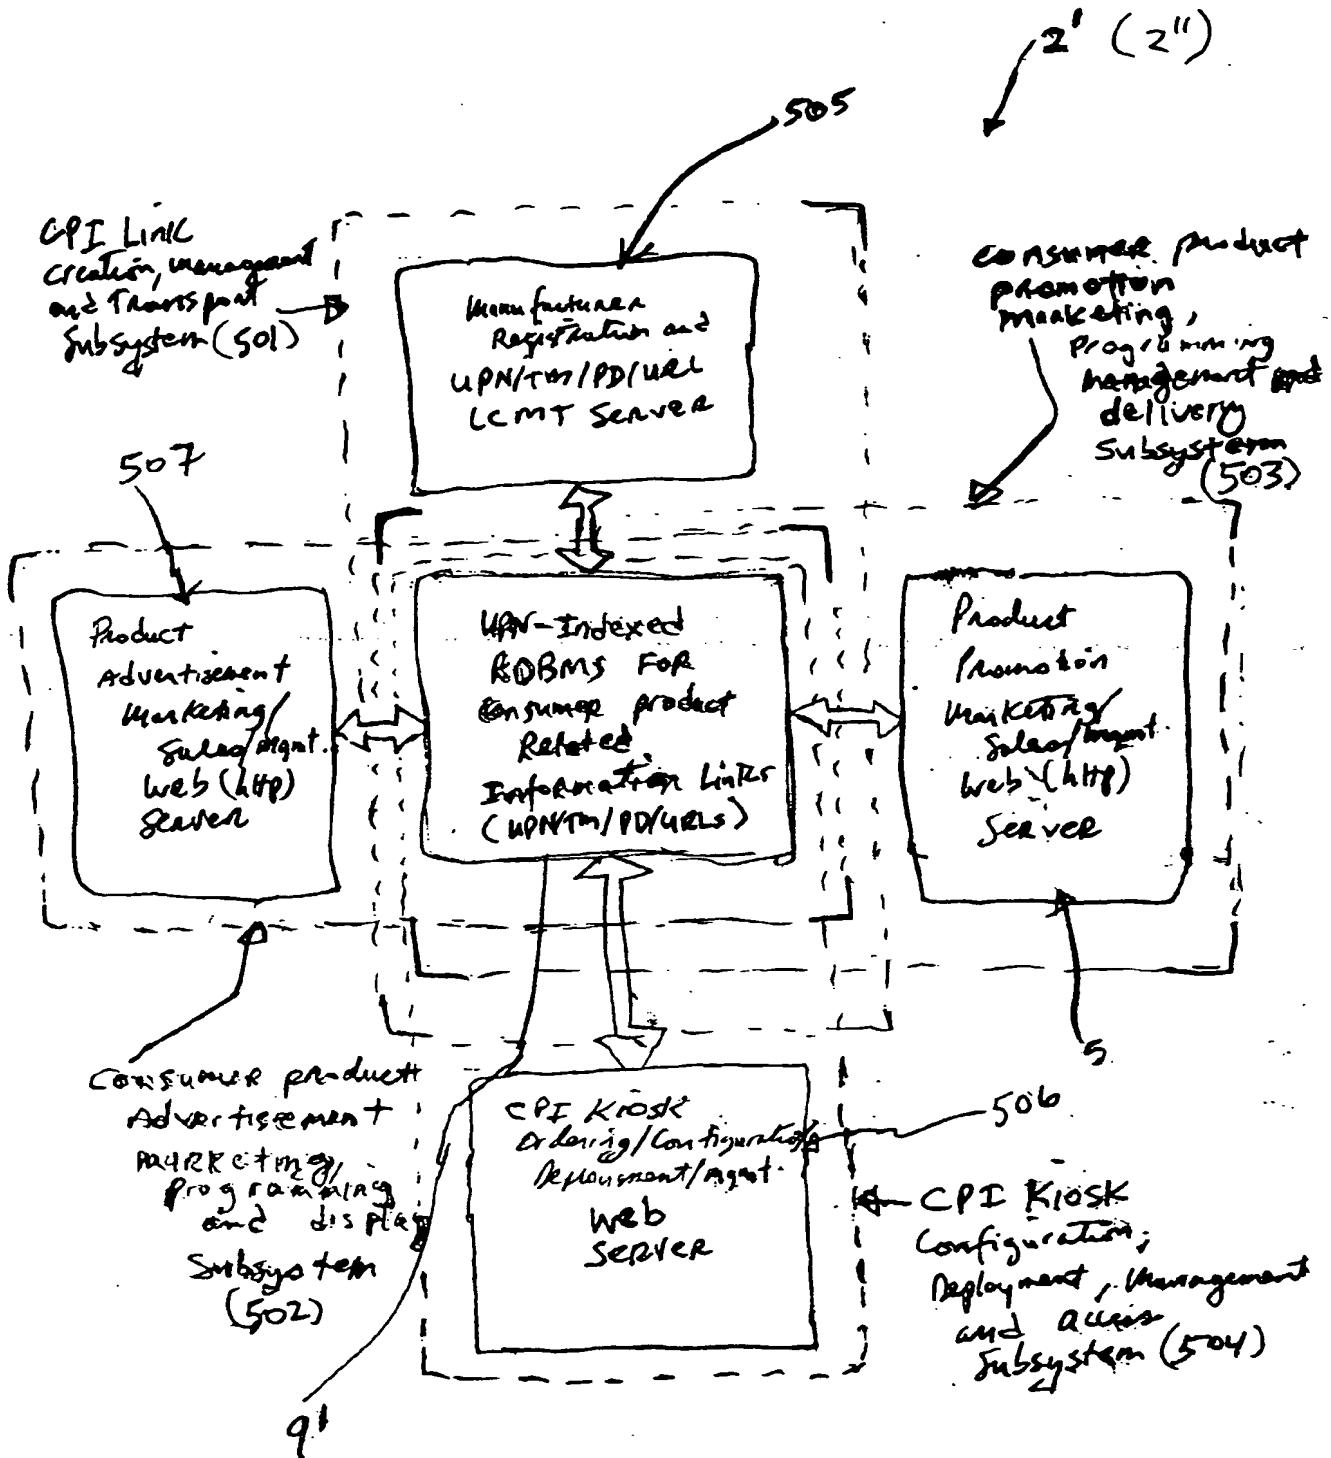 2' (2")
505
CPI Link
Creation, Management
and Transport
Subsystem (501)
Manufacturer
Registration and
UPN/TM/PD/URL
LCMT SERVER
Consumer product
promotion
marketing,
programming
management and
delivery
Subsystem
(503)
507
Product
Advertisement
Marketing/
Sales/Mgmt.
Web (http)
Server
UPN-Indexed
RDBMS FOR
Consumer product
Related
Information Links
(UPN/TM/PD/URLs)
Product
Promotion
Marketing/
Sales/Mgmt
Web (http)
Server
5
Consumer product
Advertisement
Marketing,
programming
and display
Subsystem
(502)
CPI Kiosk
Ordering/Configuration/
Deployment/Mgmt.
Web
SERVER
506
CPI KIOSK
Configuration,
Deployment, Management
and access
Subsystem (504)
9'